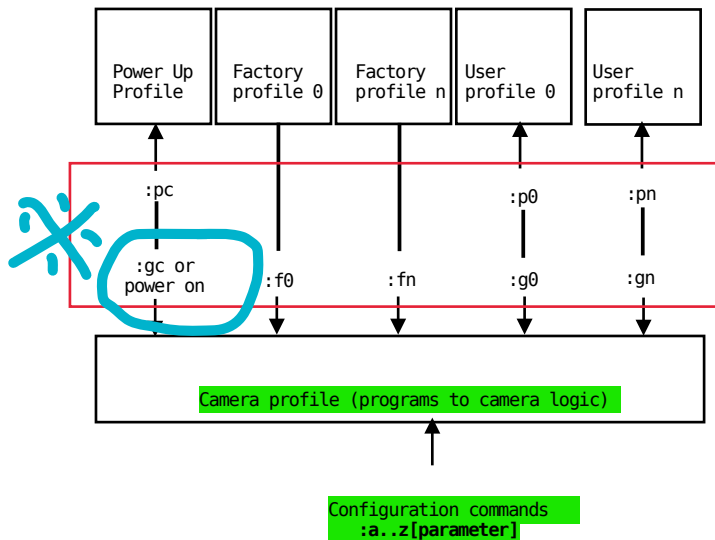 Power Up
Profile
Factory
profile 0
Factory
profile n
User
profile 0
User
profile n
:pc
:p0
:pn
:gc or
power on
:f0
:fn
:g0
:gn
Camera profile (programs to camera logic)
Configuration commands
:a..z[parameter]